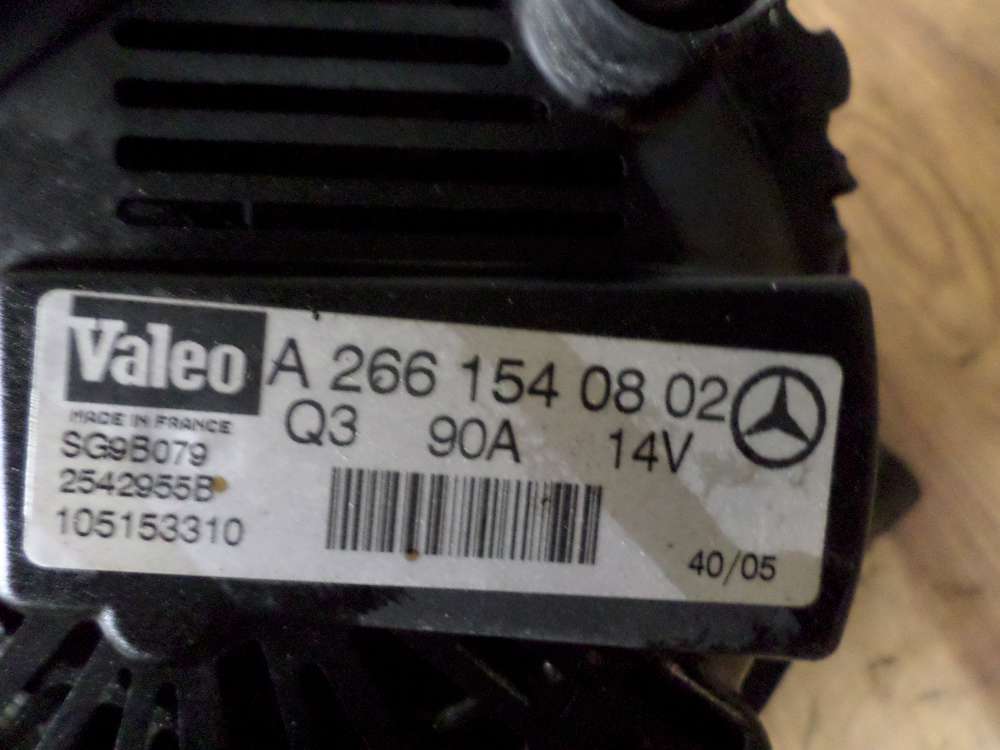 Valeo
A 266 154 08 02
MADE IN FRANCE
Q3 90A 14V
SG9B079
2542955B
105153310
40/05